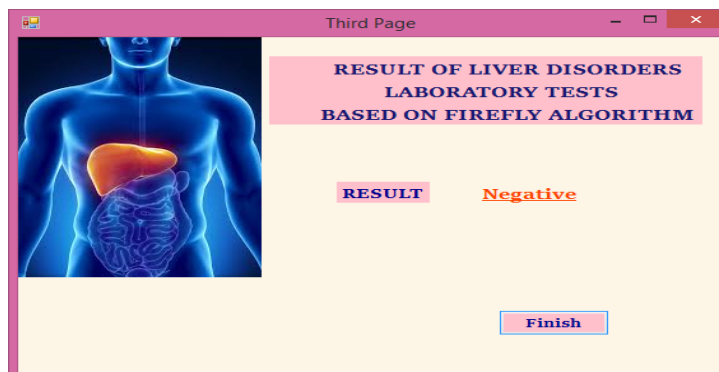 Third Page
RESULT OF LIVER DISORDERS
LABORATORY TESTS
BASED ON FIREFLY ALGORITHM
RESULT Negative
Finish